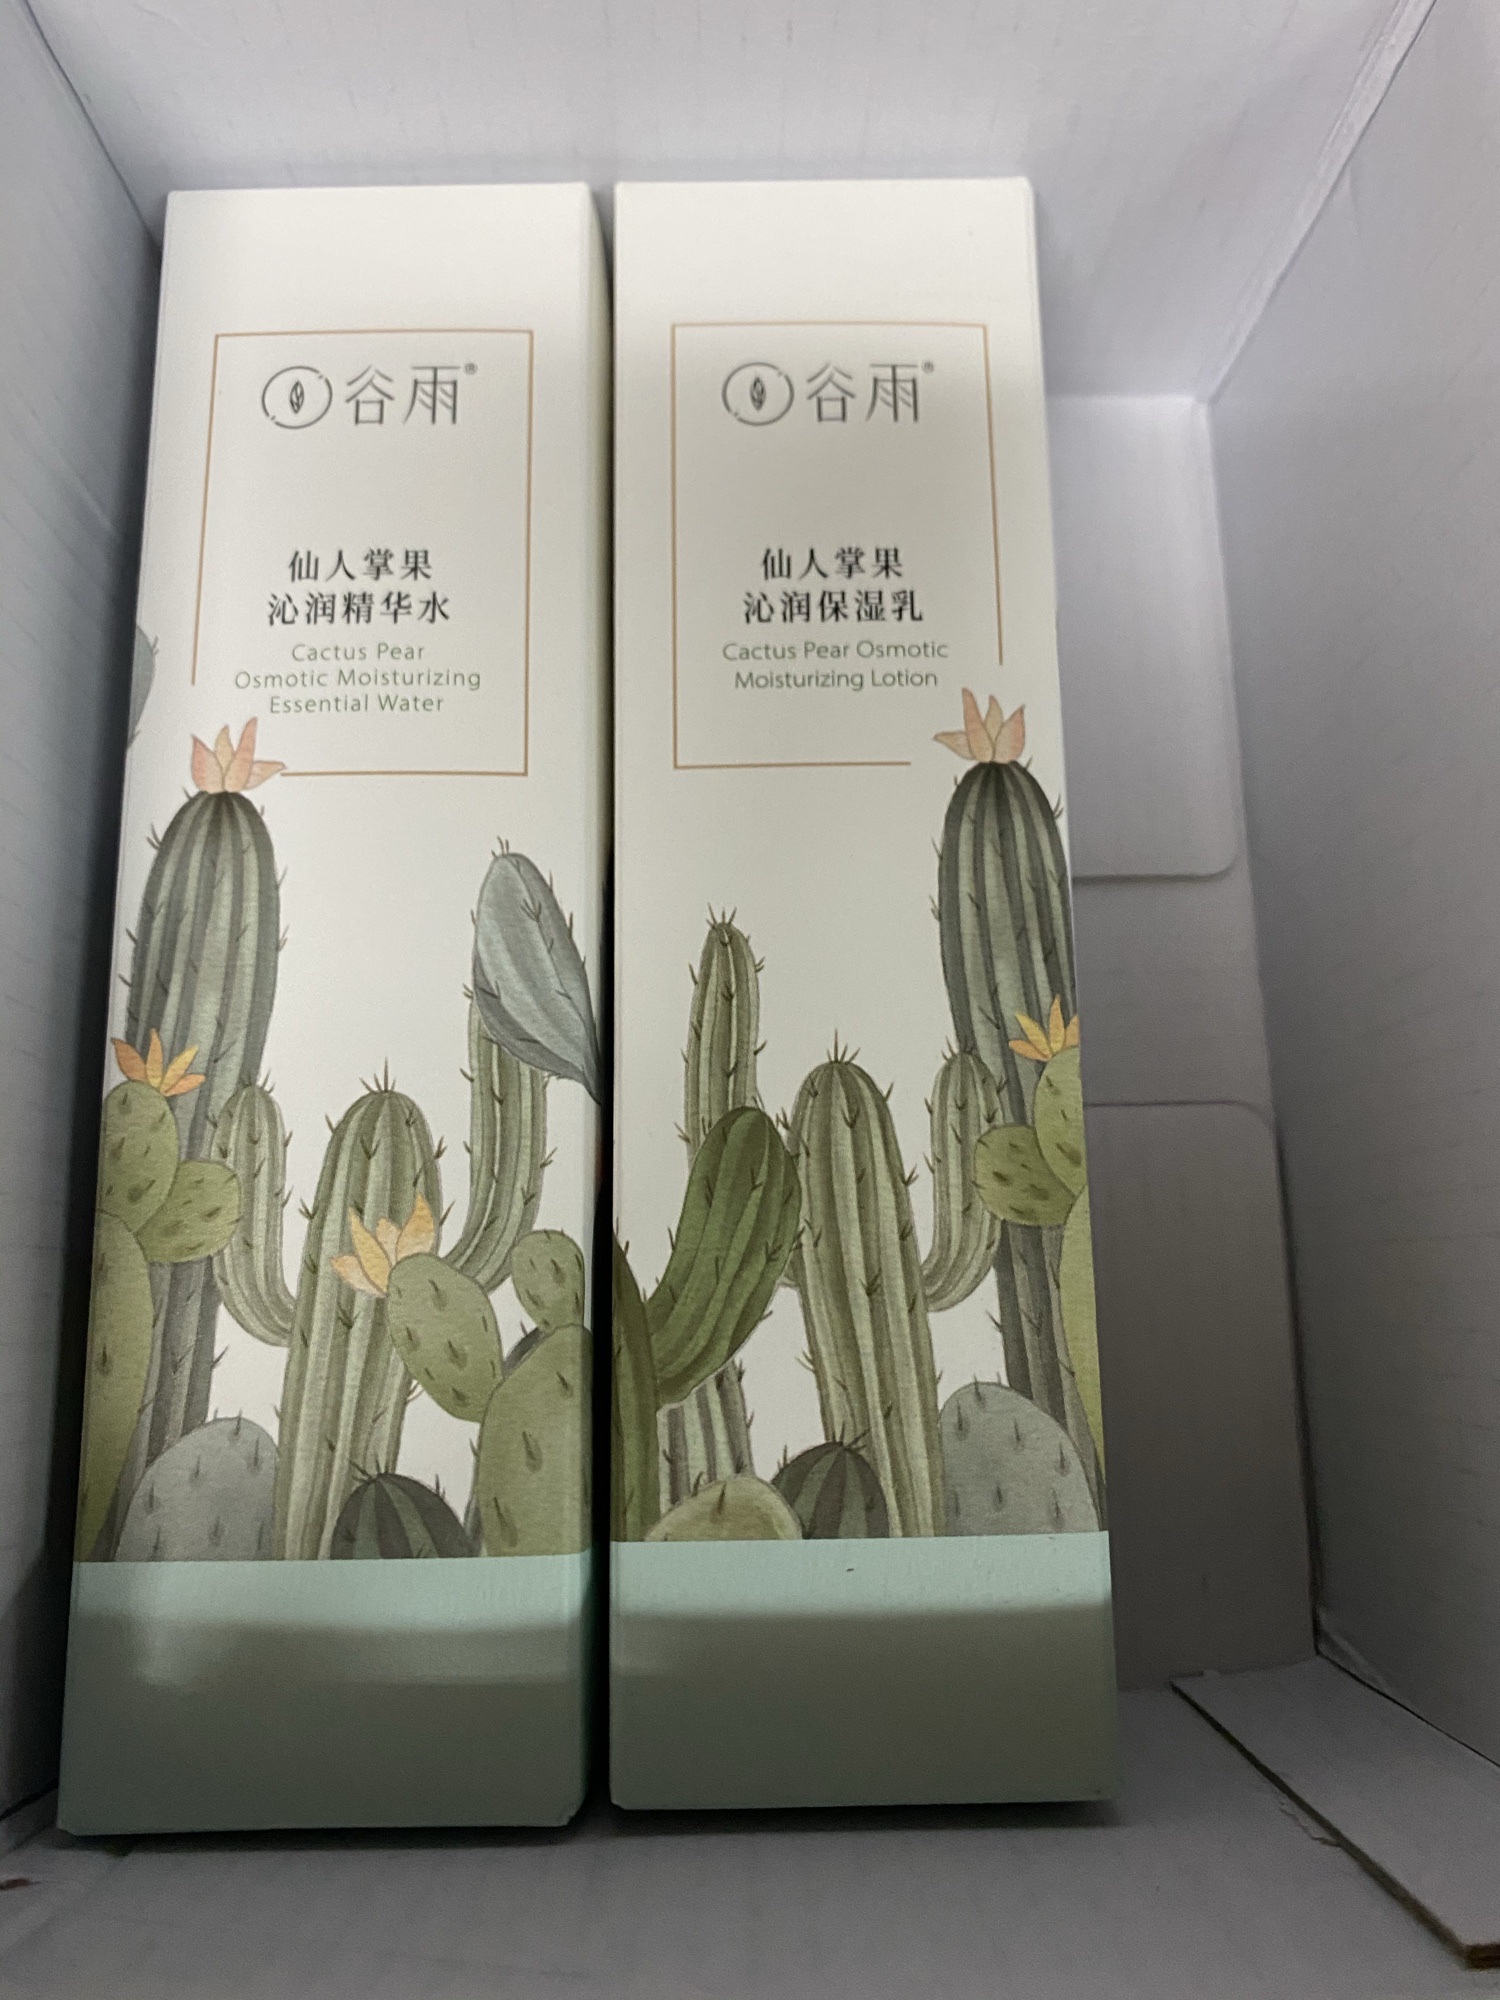 谷雨®
仙人掌果
沁润精华水
Cactus Pear
Osmotic Moisturizing
Essential Water
谷雨®
仙人掌果
沁润保湿乳
Cactus Pear Osmotic
Moisturizing Lotion